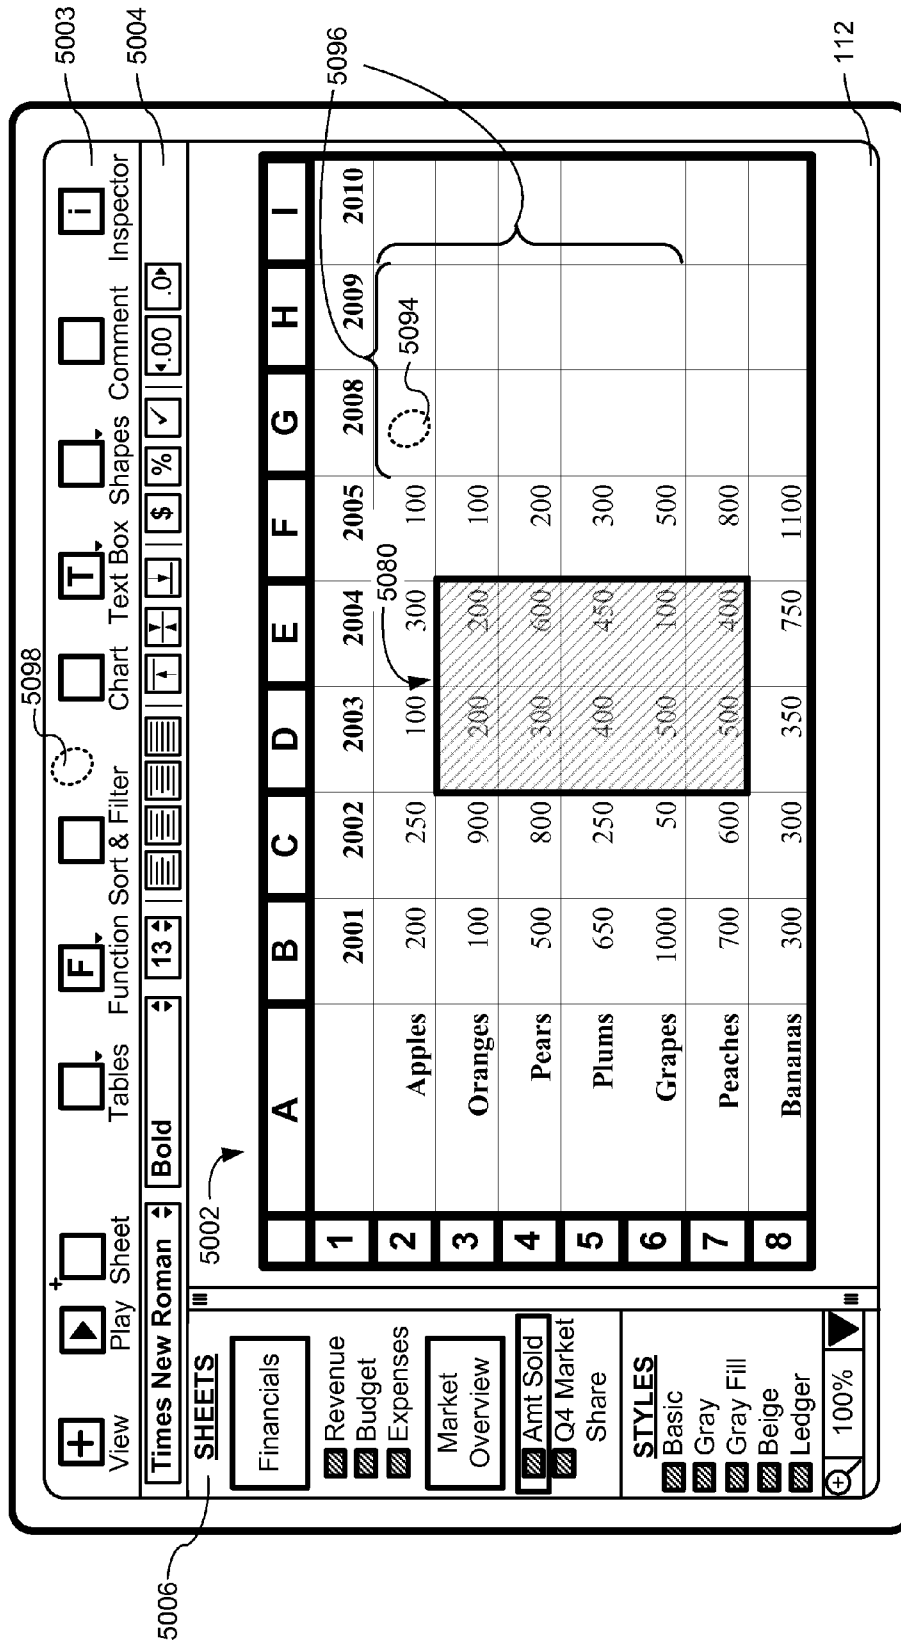 5003
5004
5096
5098
View
Play
Sheet
Tables
F
Function
Sort & Filter
Chart
T
Text Box
Shapes
Comment
i
Inspector
Times New Roman
Bold
13
$
%
✓
.00
.0
5006
SHEETS
Financials
Revenue
Budget
Expenses
Market
Overview
Amt Sold
Q4 Market
Share
STYLES
Basic
Gray
Gray Fill
Beige
Ledger
100%
5002
5080
5094
A B C D E F G H I
1 2001 2002 2003 2004 2005 2008 2009 2010
2 Apples 200 250 100 300 100
3 Oranges 100 900 200 200 100
4 Pears 500 800 300 600 200
5 Plums 650 250 400 450 300
6 Grapes 1000 50 500 100 500
7 Peaches 700 600 500 400 800
8 Bananas 300 300 350 750 1100
112